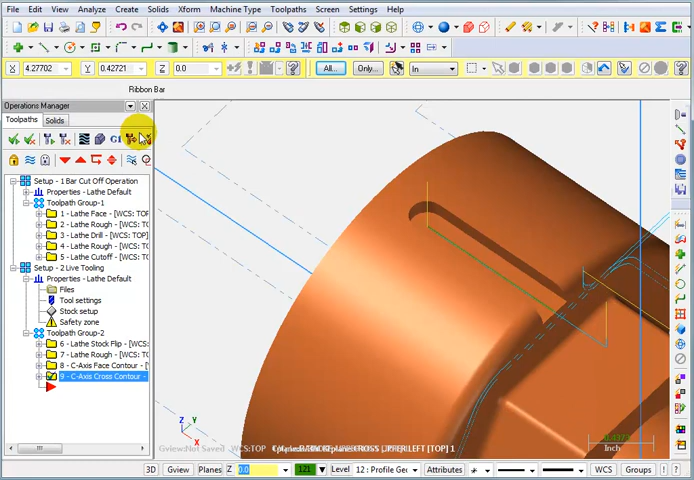 File Edit View Analyze Create Solids Xform Machine Type Toolpaths Screen Settings Help
X 4.27702 Y 0.42721 Z 0.0 All... Only... In
Ribbon Bar
Operations Manager
Toolpaths Solids
G1
Setup - 1 Bar Cut Off Operation
Properties - Lathe Default
Toolpath Group-1
1 - Lathe Face - [WCS: TOP
2 - Lathe Rough - [WCS: T
3 - Lathe Drill - [WCS: TOP
4 - Lathe Rough - [WCS: T
5 - Lathe Cutoff - [WCS: T
Setup - 2 Live Tooling
Properties - Lathe Default
Files
Tool settings
Stock setup
Safety zone
Toolpath Group-2
6 - Lathe Stock Flip - [WCS
7 - Lathe Rough - [WCS: T
8 - C-Axis Face Contour - [
9 - C-Axis Cross Contour -
Z Y X
Gview:Not Saved WCS:TOP
Inch
3D Gview Planes Z 0.0 121 Level 12 : Profile Ge Attributes WCS Groups